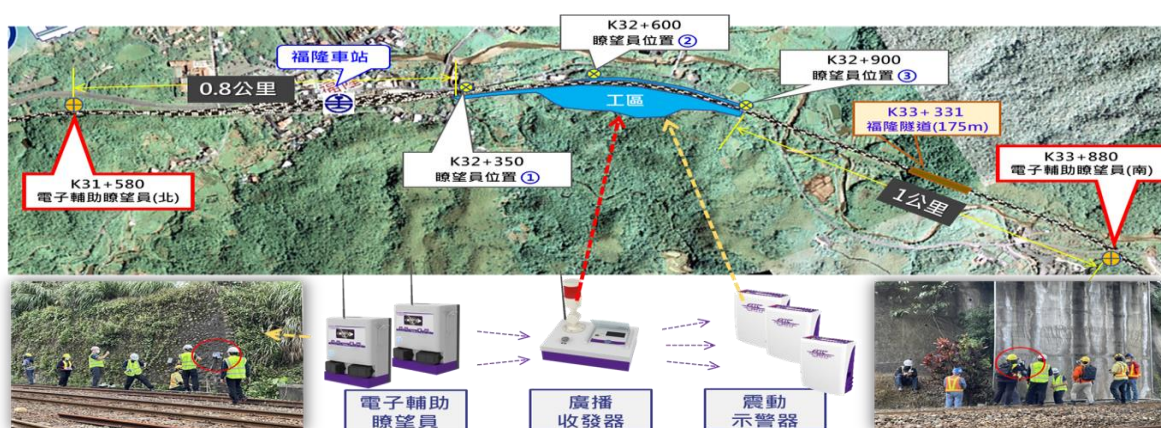 K32+600
瞭望員位置②
K32+900
瞭望員位置③
福隆車站
0.8公里
工區
K33+331
福隆隧道(175m)
K33+880
電子輔助瞭望員(南)
K32+350
瞭望員位置①
K31+580
電子輔助瞭望員(北)
1公里
電子輔助
瞭望員
廣播
收發器
震動
示警器